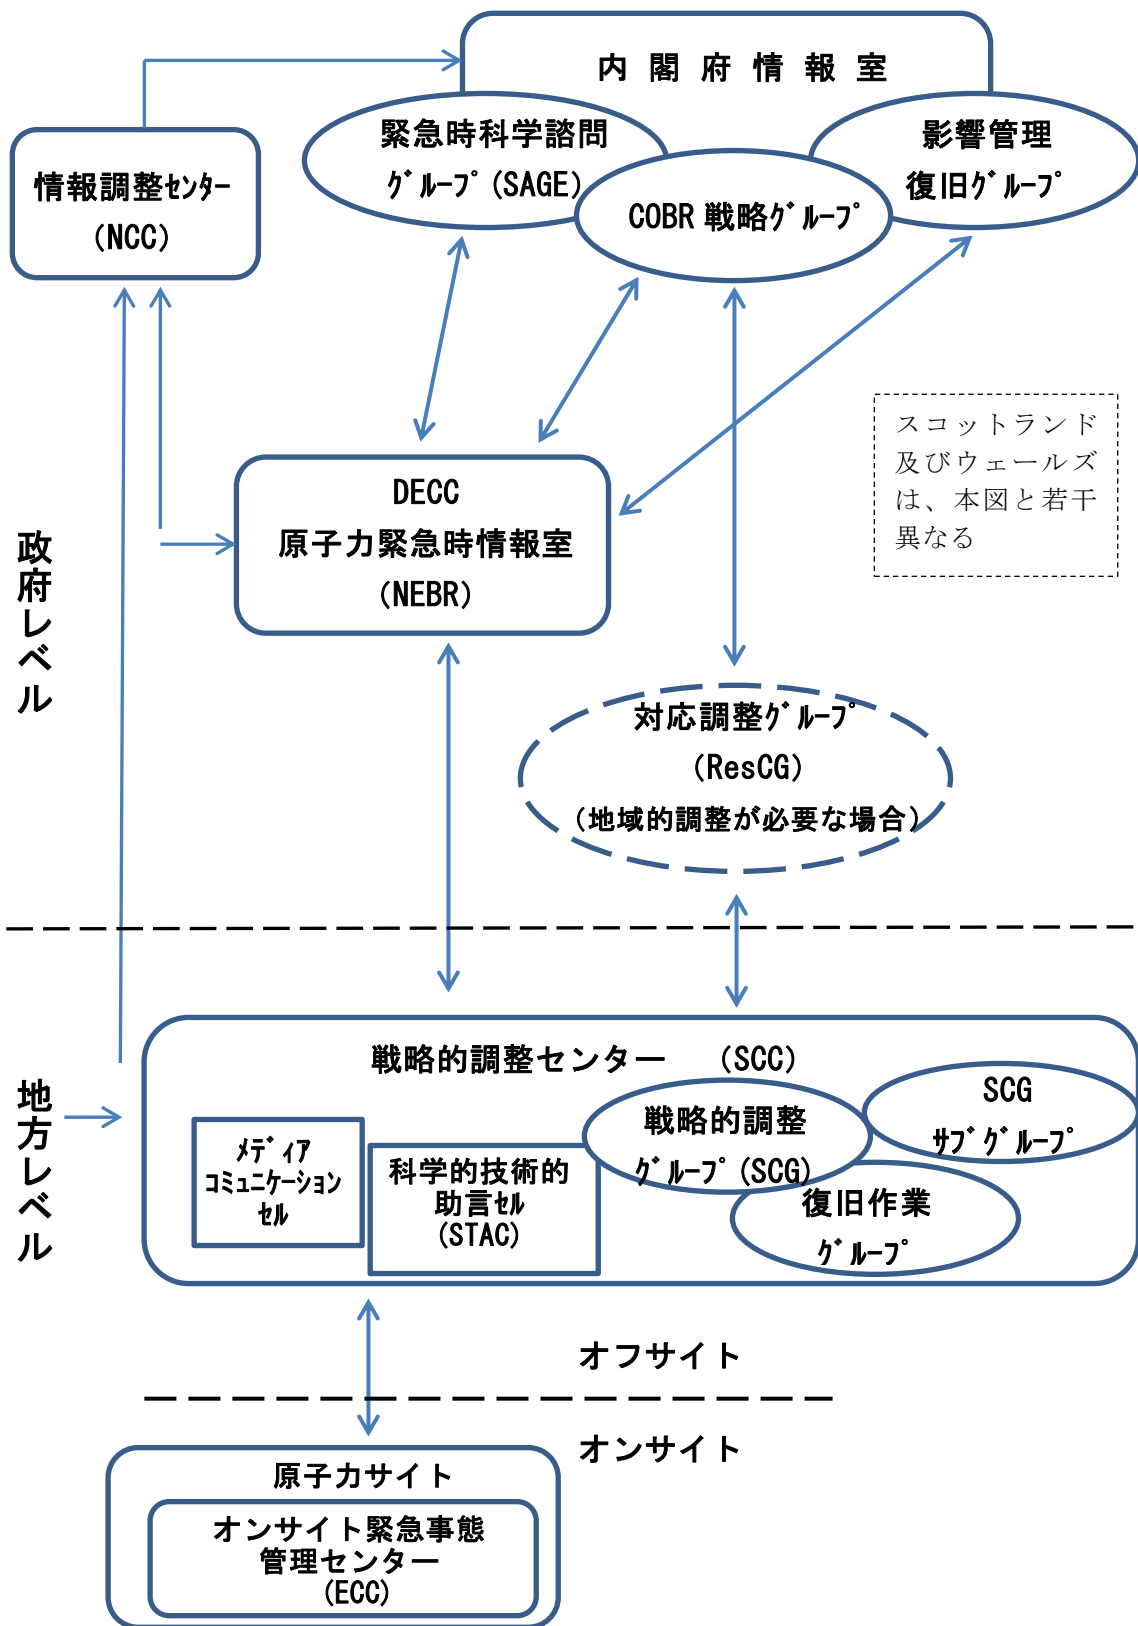 内閣府情報室
緊急時科学諮問
ｸﾞﾙｰﾌﾟ(SAGE)
影響管理
復旧ｸﾞﾙｰﾌﾟ
COBR 戦略ｸﾞﾙｰﾌﾟ
情報調整ｾﾝﾀｰ
(NCC)
スコットランド
及びウェールズ
は、本図と若干
異なる
DECC
原子力緊急時情報室
(NEBR)
政府レベル
対応調整ｸﾞﾙｰﾌﾟ
(ResCG)
(地域的調整が必要な場合)
地方レベル
戦略的調整センター (SCC)
メディア
コミュニケーション
セル
科学的技術的
助言ｾﾙ
(STAC)
戦略的調整
ｸﾞﾙｰﾌﾟ(SCG)
SCG
ｻﾌﾞｸﾞﾙｰﾌﾟ
復旧作業
ｸﾞﾙｰﾌﾟ
オフサイト
オンサイト
原子力サイト
オンサイト緊急事態
管理センター
(ECC)